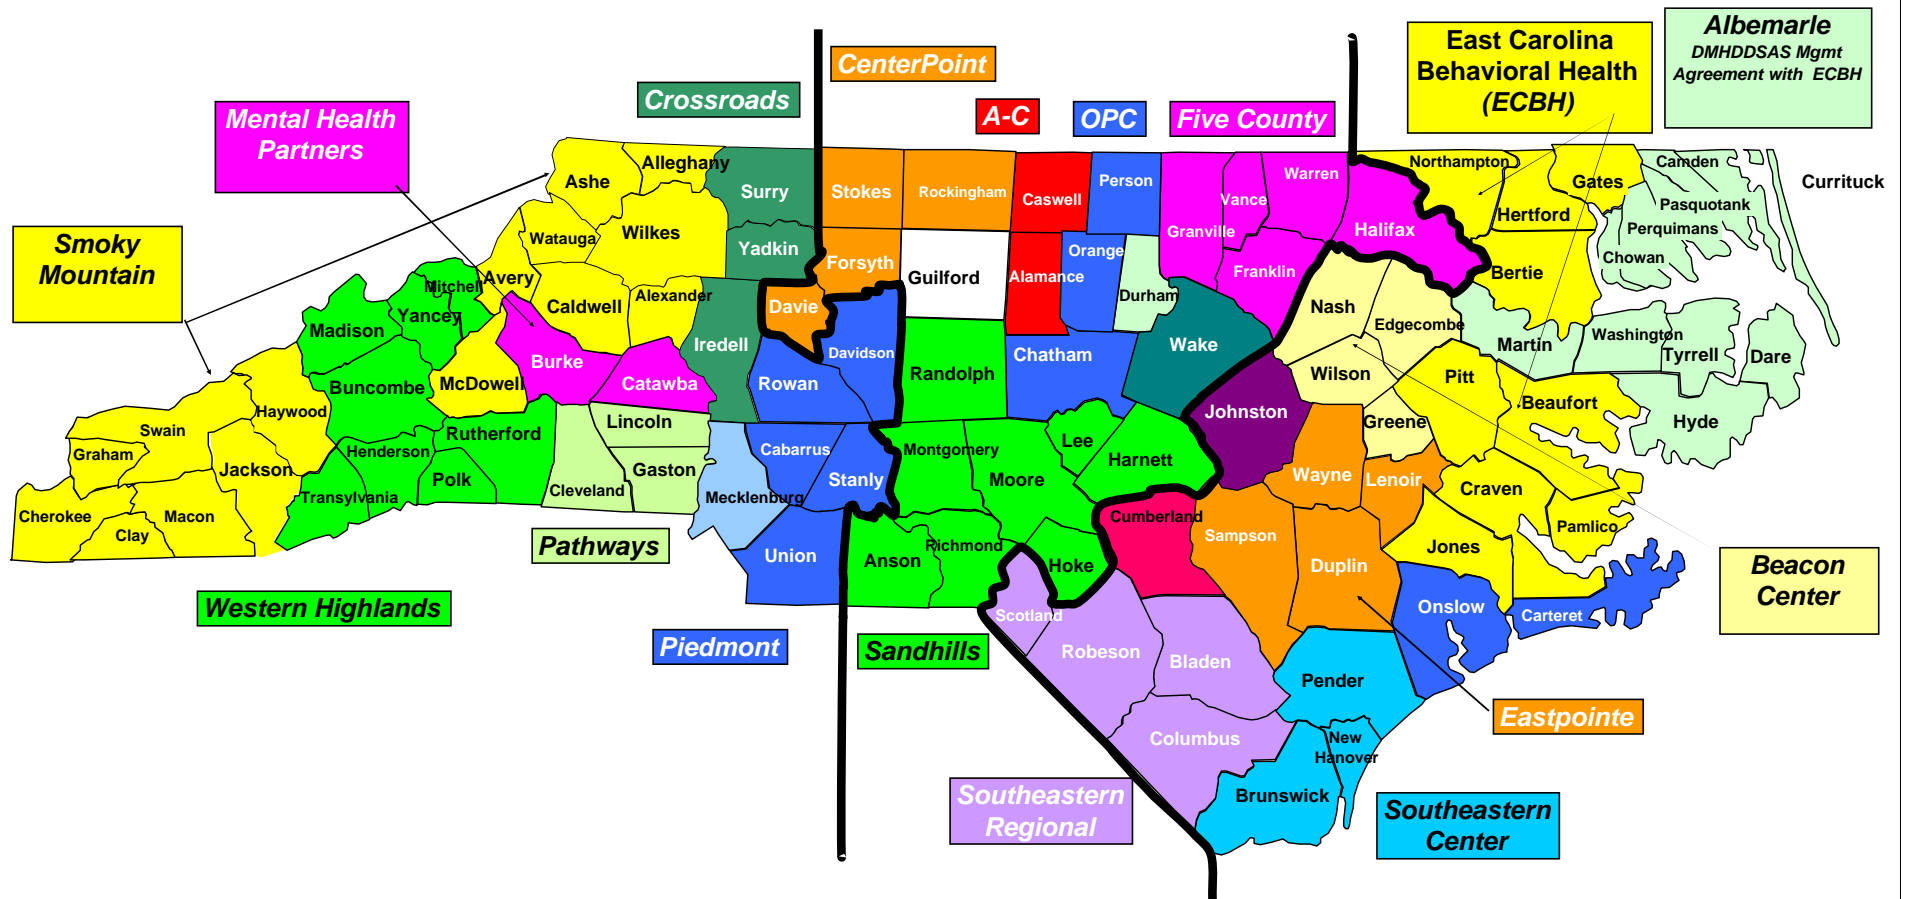 Albemarle
DMHDDSAS Mgmt
Agreement with ECBH
East Carolina
Behavioral Health
(ECBH)
CenterPoint
Crossroads
A-C
OPC
Five County
Mental Health
Partners
Smoky
Mountain
Alleghany
Ashe
Surry
Stokes
Rockingham
Caswell
Person
Granville
Vance
Warren
Northampton
Gates
Camden
Currituck
Pasquotank
Perquimans
Chowan
Hertford
Halifax
Bertie
Watauga
Wilkes
Yadkin
Forsyth
Guilford
Alamance
Orange
Durham
Franklin
Nash
Edgecombe
Martin
Washington
Tyrrell
Dare
Mitchell
Avery
Yancey
Madison
Caldwell
Alexander
Davie
Iredell
Davidson
Rowan
Randolph
Chatham
Wake
Wilson
Pitt
Beaufort
Hyde
Greene
Johnston
Burke
Catawba
McDowell
Buncombe
Haywood
Swain
Graham
Jackson
Henderson
Rutherford
Polk
Transylvania
Cherokee
Clay
Macon
Lincoln
Gaston
Cleveland
Mecklenburg
Cabarrus
Stanly
Union
Montgomery
Moore
Lee
Harnett
Anson
Richmond
Hoke
Cumberland
Sampson
Wayne
Lenoir
Craven
Pamlico
Jones
Duplin
Onslow
Carteret
Scotland
Robeson
Bladen
Columbus
Pender
New
Hanover
Brunswick
Pathways
Western Highlands
Piedmont
Sandhills
Beacon
Center
Eastpointe
Southeastern
Regional
Southeastern
Center